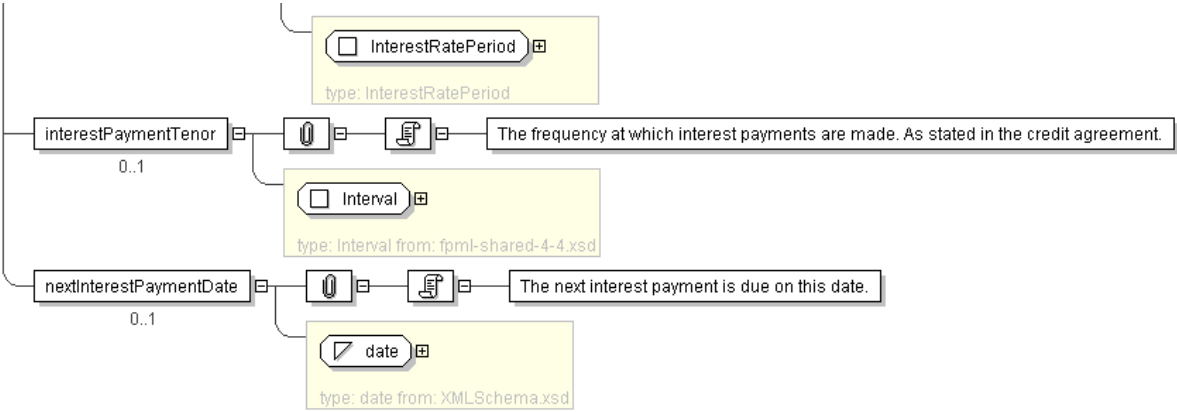 InterestRatePeriod
type: InterestRatePeriod
interestPaymentTenor
The frequency at which interest payments are made. As stated in the credit agreement.
0..1
Interval
type: Interval from: fpml-shared-4-4.xsd
nextInterestPaymentDate
The next interest payment is due on this date.
0..1
date
type: date from: XMLSchema.xsd